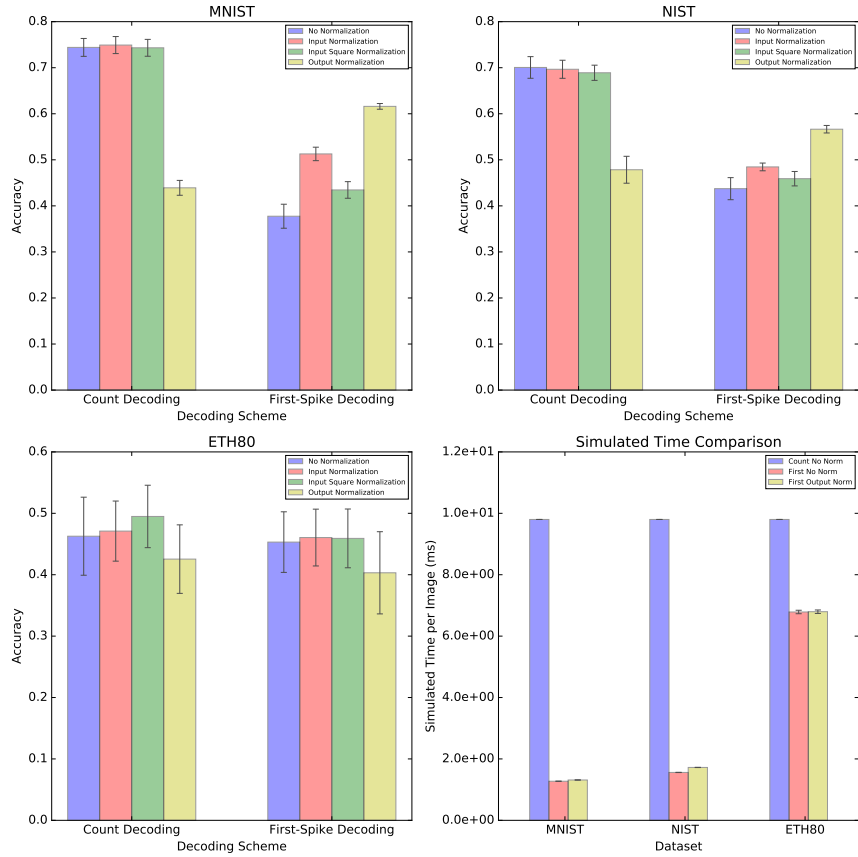 MNIST
0.8
0.7
0.6
0.5
0.4
0.3
0.2
0.1
0.0
Accuracy
No Normalization
Input Normalization
Input Square Normalization
Output Normalization
Count Decoding
First-Spike Decoding
Decoding Scheme
NIST
0.8
0.7
0.6
0.5
0.4
0.3
0.2
0.1
0.0
Accuracy
No Normalization
Input Normalization
Input Square Normalization
Output Normalization
Count Decoding
First-Spike Decoding
Decoding Scheme
ETH80
0.6
0.5
0.4
0.3
0.2
0.1
0.0
Accuracy
No Normalization
Input Normalization
Input Square Normalization
Output Normalization
Count Decoding
First-Spike Decoding
Decoding Scheme
Simulated Time Comparison
1.2e+01
1.0e+01
8.0e+00
6.0e+00
4.0e+00
2.0e+00
0.0e+00
Simulated Time per Image (ms)
Count No Norm
First No Norm
First Output Norm
MNIST
NIST
ETH80
Dataset